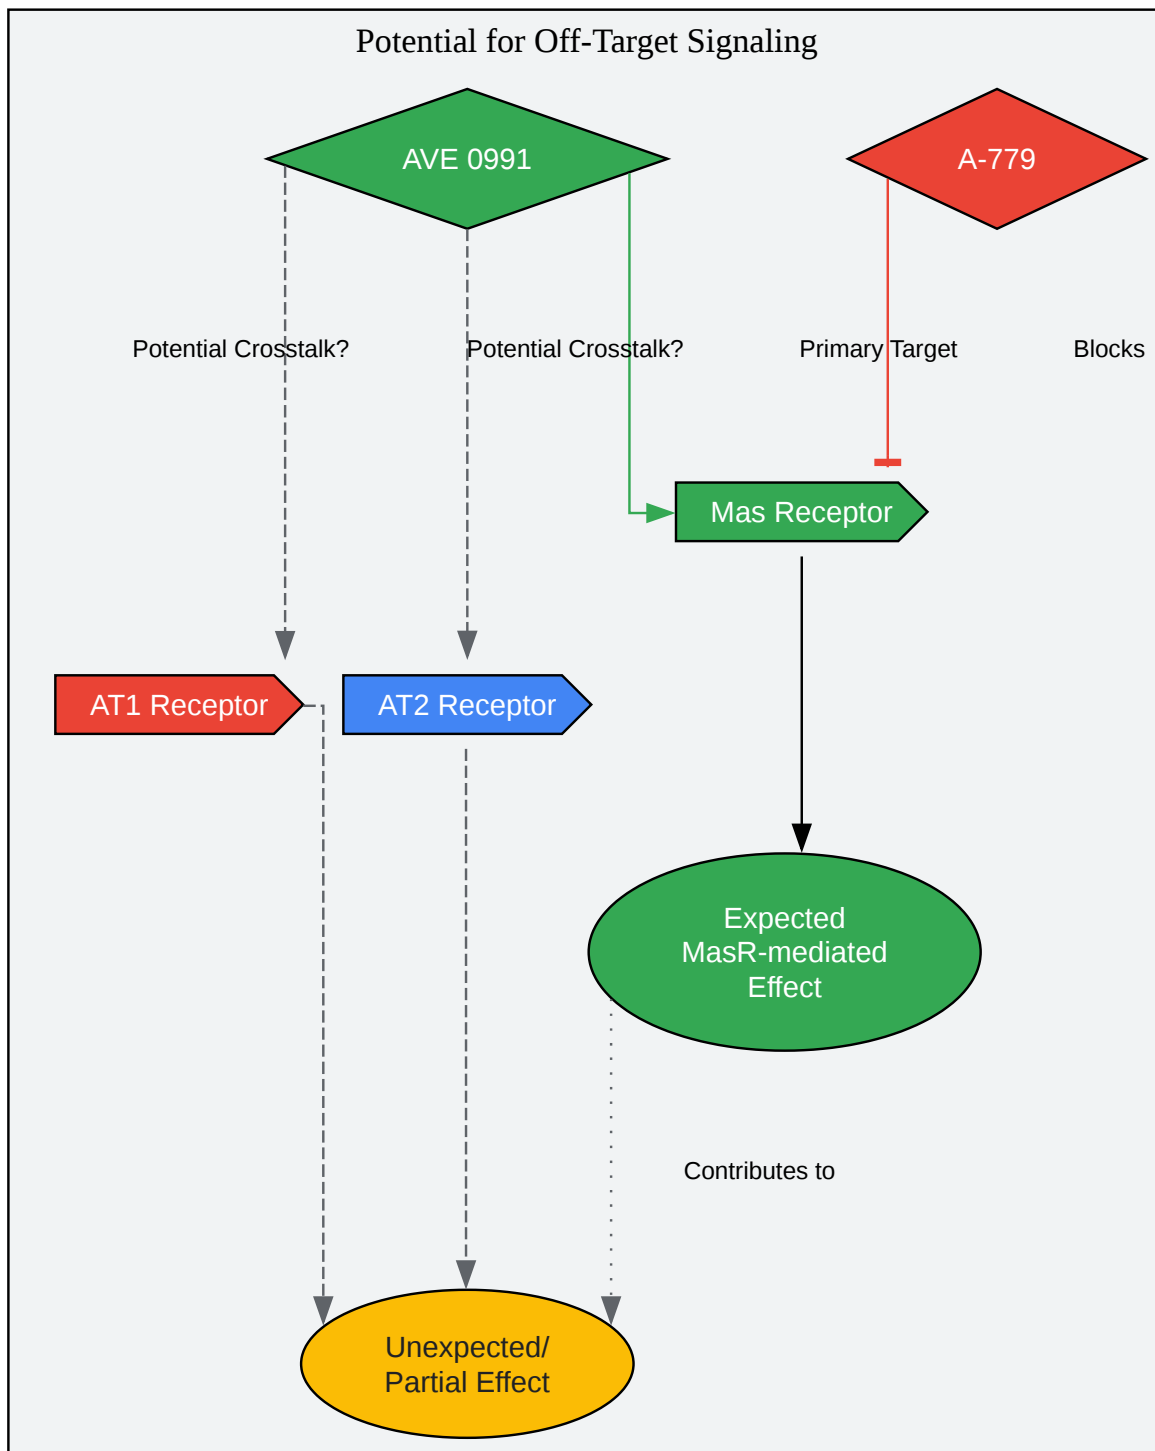 Potential for Off-Target Signaling
AVE 0991
A-779
Potential Crosstalk?
Potential Crosstalk?
Primary Target
Blocks
Mas Receptor
AT1 Receptor
AT2 Receptor
Expected
MasR-mediated
Effect
Contributes to
Unexpected/
Partial Effect